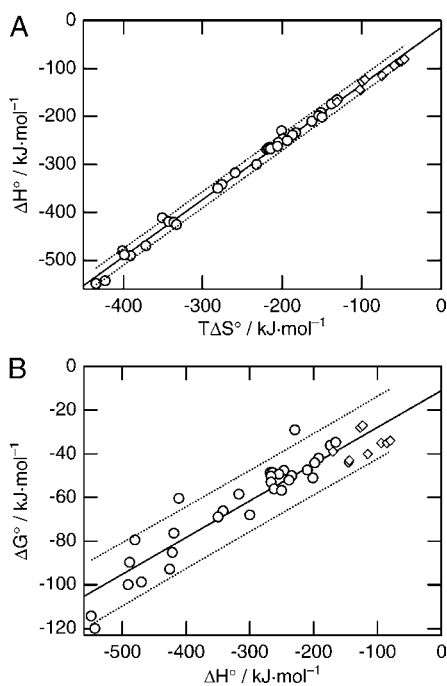 A
0
-100
-200
-300
-400
-500
ΔH° / kJ·mol⁻¹
-400 -300 -200 -100 0
TΔS° / kJ·mol⁻¹
B
0
-20
-40
-60
-80
-100
-120
ΔG° / kJ·mol⁻¹
-500 -400 -300 -200 -100 0
ΔH° / kJ·mol⁻¹